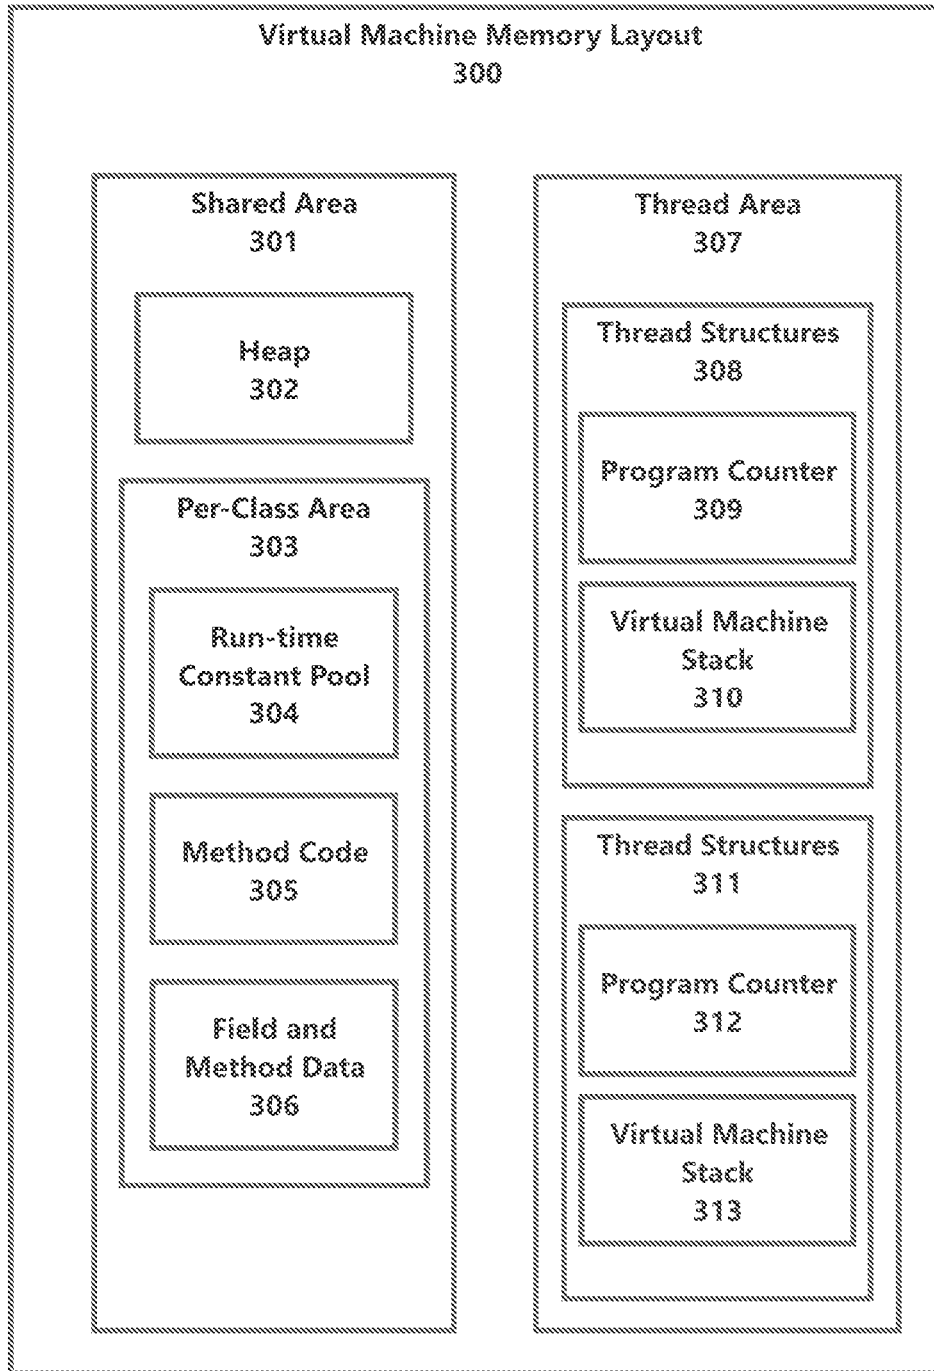 Virtual Machine Memory Layout
300
Shared Area
301
Heap
302
Per-Class Area
303
Run-time
Constant Pool
304
Method Code
305
Field and
Method Data
306
Thread Area
307
Thread Structures
308
Program Counter
309
Virtual Machine
Stack
310
Thread Structures
311
Program Counter
312
Virtual Machine
Stack
313